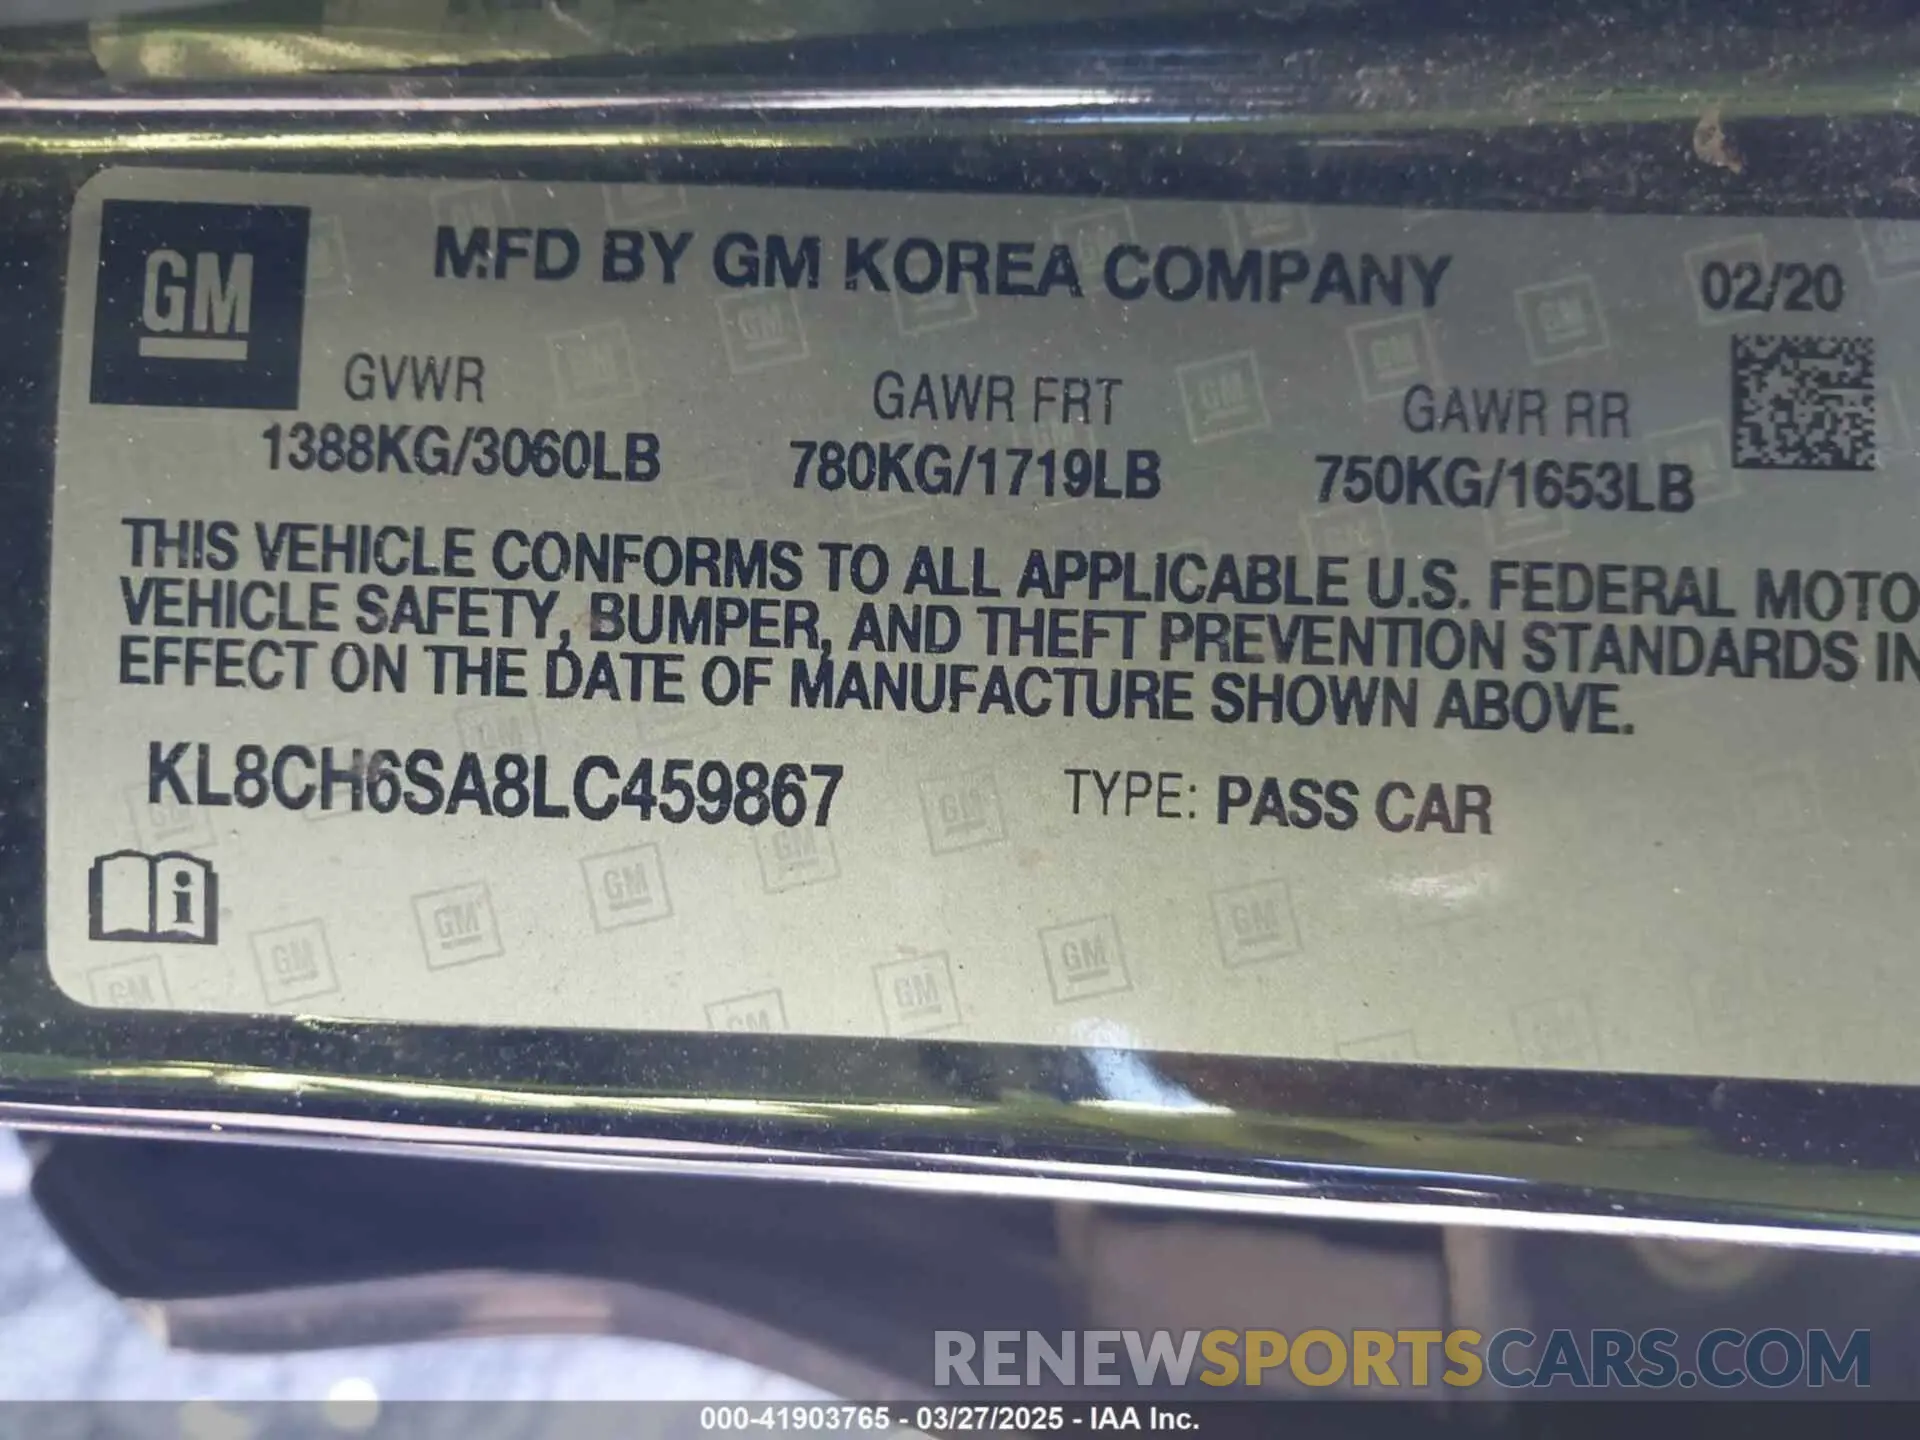 GM
MFD BY GM KOREA COMPANY 02/20
GVWR GAWR FRT GAWR RR
1388KG/3060LB 780KG/1719LB 750KG/1653LB
THIS VEHICLE CONFORMS TO ALL APPLICABLE U.S. FEDERAL MOTO
VEHICLE SAFETY, BUMPER, AND THEFT PREVENTION STANDARDS IN
EFFECT ON THE DATE OF MANUFACTURE SHOWN ABOVE.
KL8CH6SA8LC459867 TYPE: PASS CAR
RENEWSPORTSCARS.COM
000-41903765 - 03/27/2025 - IAA Inc.